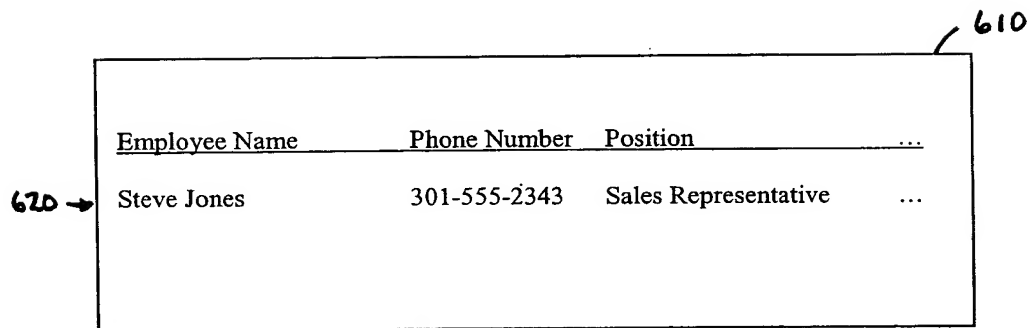 610
Employee Name Phone Number Position ...
620 Steve Jones 301-555-2343 Sales Representative ...